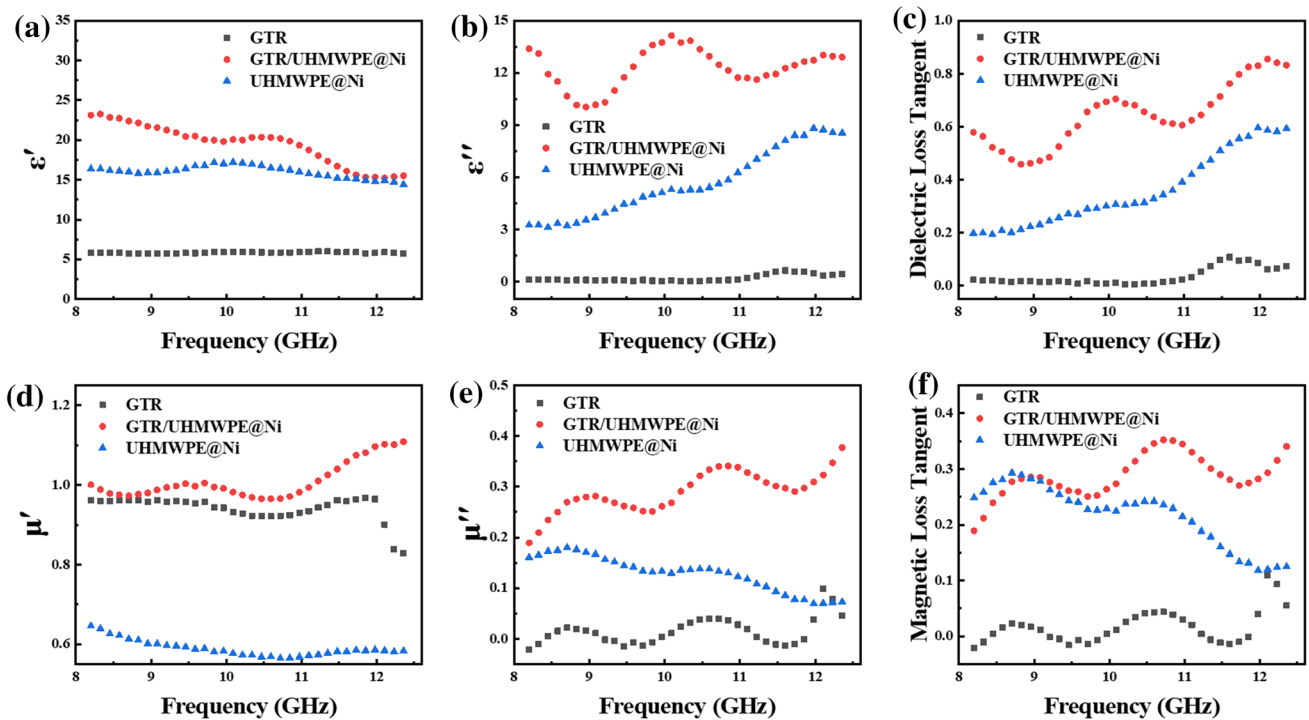 (a)
35
30
25
20
15
10
5
0
ε′
GTR
GTR/UHMWPE@Ni
UHMWPE@Ni
8 9 10 11 12
Frequency (GHz)
(b)
15
12
9
6
3
0
ε′′
GTR
GTR/UHMWPE@Ni
UHMWPE@Ni
8 9 10 11 12
Frequency (GHz)
(c)
1.0
0.8
0.6
0.4
0.2
0.0
Dielectric Loss Tangent
GTR
GTR/UHMWPE@Ni
UHMWPE@Ni
8 9 10 11 12
Frequency (GHz)
(d)
1.2
1.0
0.8
0.6
μ′
GTR
GTR/UHMWPE@Ni
UHMWPE@Ni
8 9 10 11 12
Frequency (GHz)
(e)
0.5
0.4
0.3
0.2
0.1
0.0
μ′′
GTR
GTR/UHMWPE@Ni
UHMWPE@Ni
8 9 10 11 12
Frequency (GHz)
(f)
0.4
0.3
0.2
0.1
0.0
Magnetic Loss Tangent
GTR
GTR/UHMWPE@Ni
UHMWPE@Ni
8 9 10 11 12
Frequency (GHz)